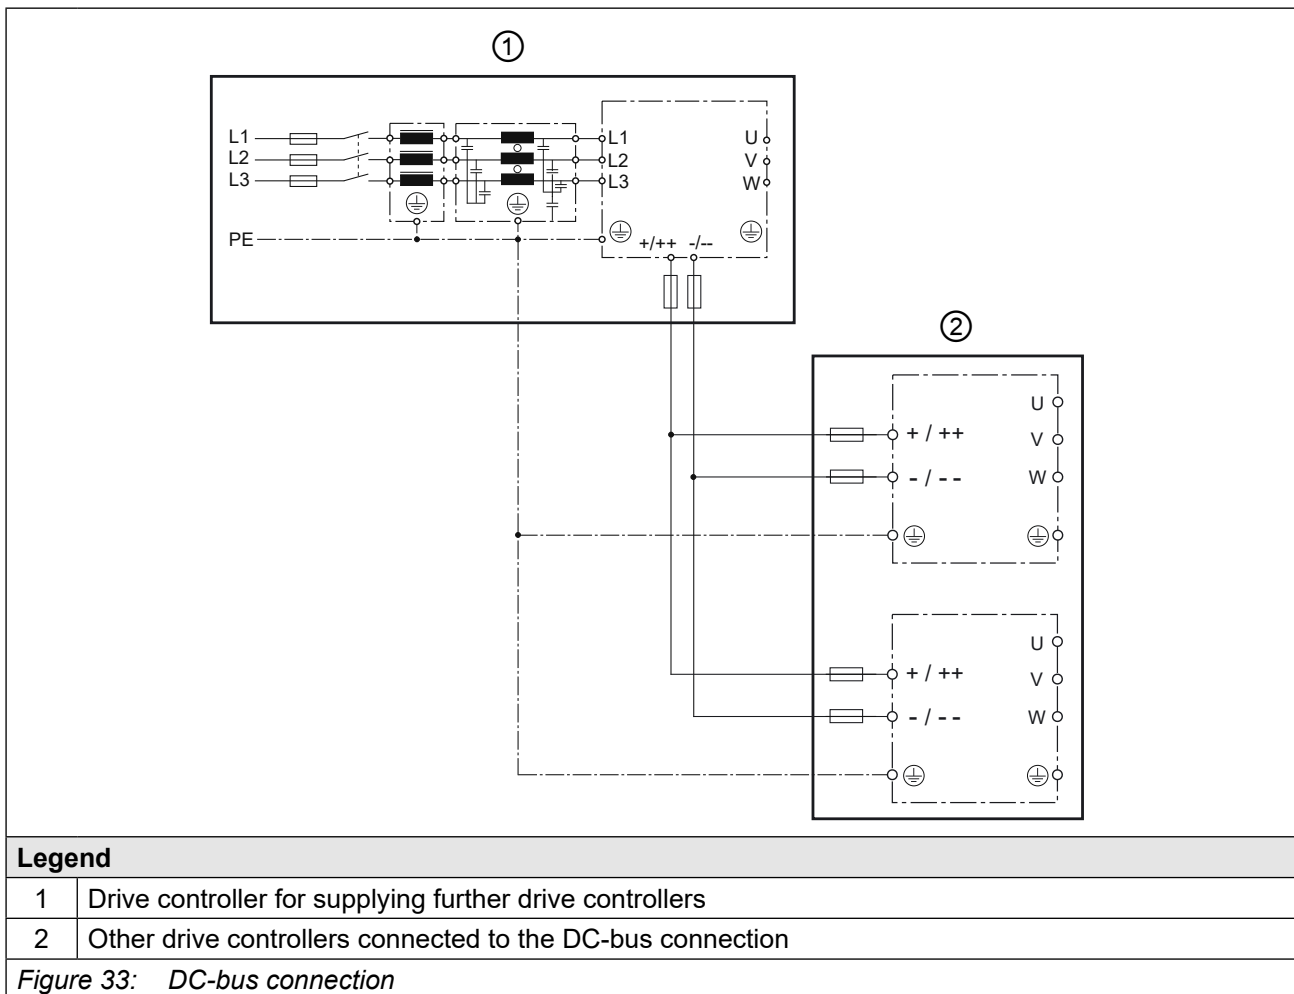 1
L1
L2
L3
PE
L1
L2
L3
U
V
W
+/++ -/--
2
U
+ / ++
V
- / - -
W
U
+ / ++
V
- / - -
W
Legend
1 Drive controller for supplying further drive controllers
2 Other drive controllers connected to the DC-bus connection
Figure 33: DC-bus connection